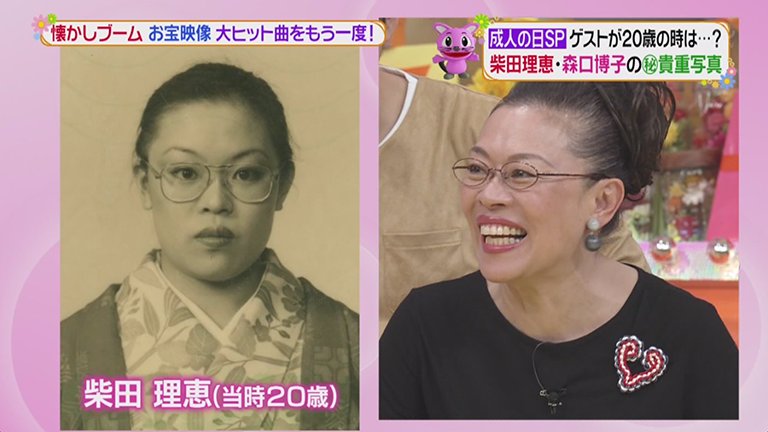 懐かしブーム お宝映像 大ヒット曲をもう一度!
成人の日SP ゲストが20歳の時は…?
柴田理恵・森口博子の㊙貴重写真
柴田 理恵(当時20歳)